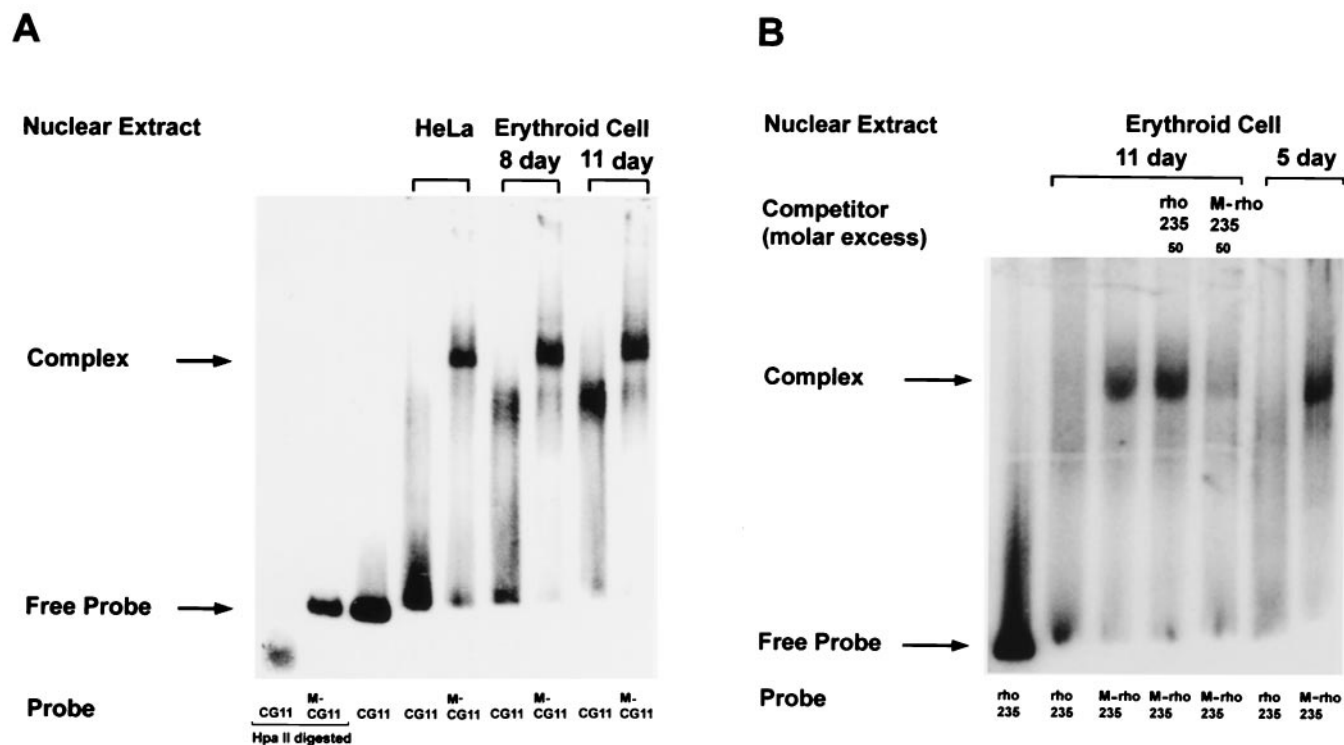 A
Nuclear Extract
HeLa
Erythroid Cell
8 day
11 day
Complex
Free Probe
Probe
CG11
M-
CG11
CG11
CG11
M-
CG11
CG11
M-
CG11
CG11
M-
CG11
Hpa II digested
B
Nuclear Extract
Erythroid Cell
11 day
5 day
Competitor
(molar excess)
rho
235
50
M-rho
235
50
Complex
Free Probe
Probe
rho
235
rho
235
M-rho
235
M-rho
235
M-rho
235
rho
235
M-rho
235